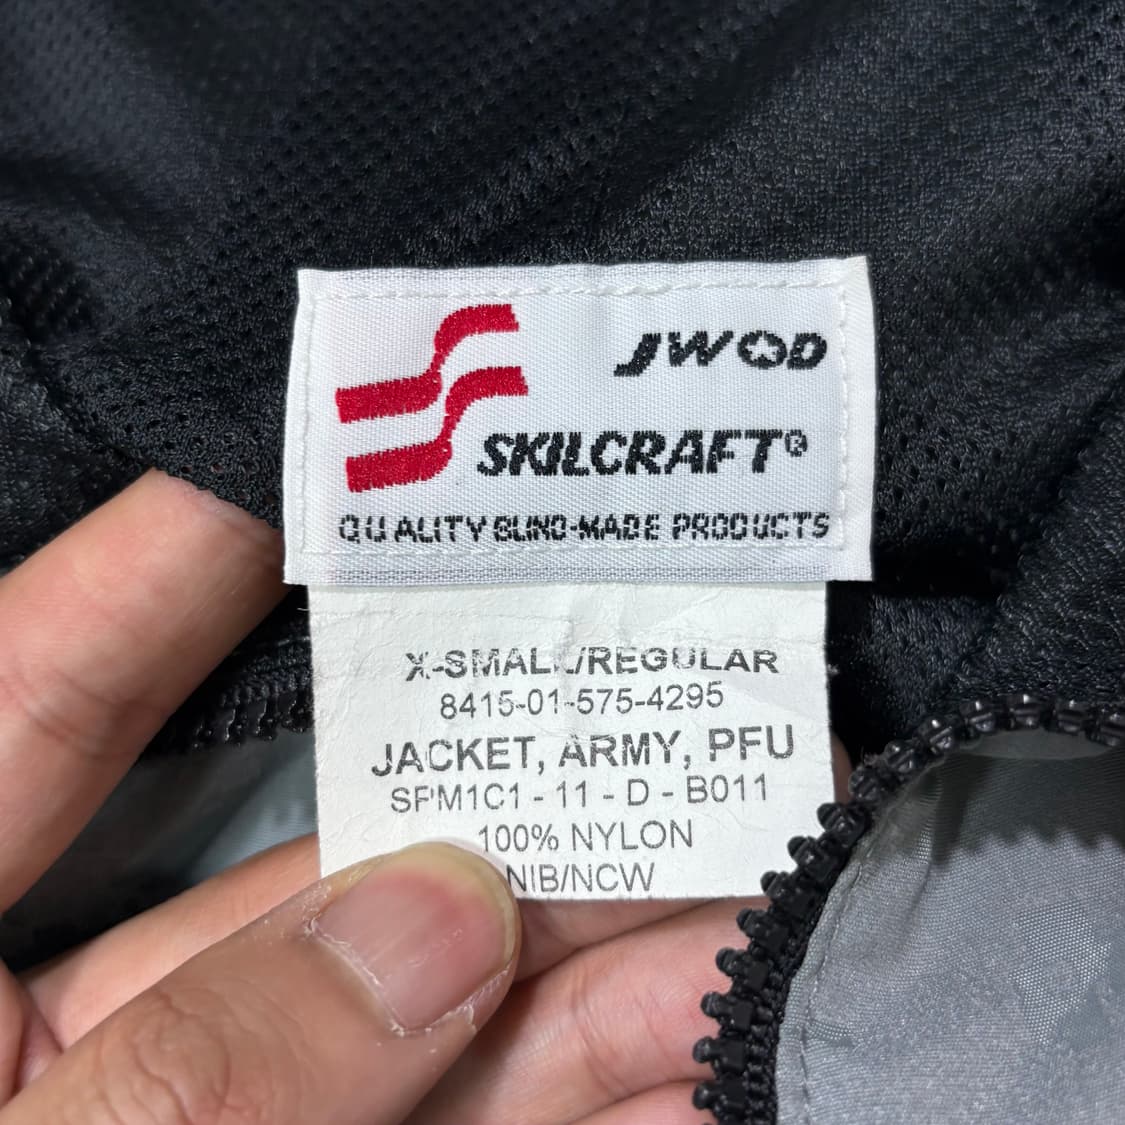 JWOD
SKILCRAFT®
QUALITY BLIND-MADE PRODUCTS
X-SMALL/REGULAR
8415-01-575-4295
JACKET, ARMY, PFU
SPM1C1 - 11 - D - B011
100% NYLON
NIB/NCW